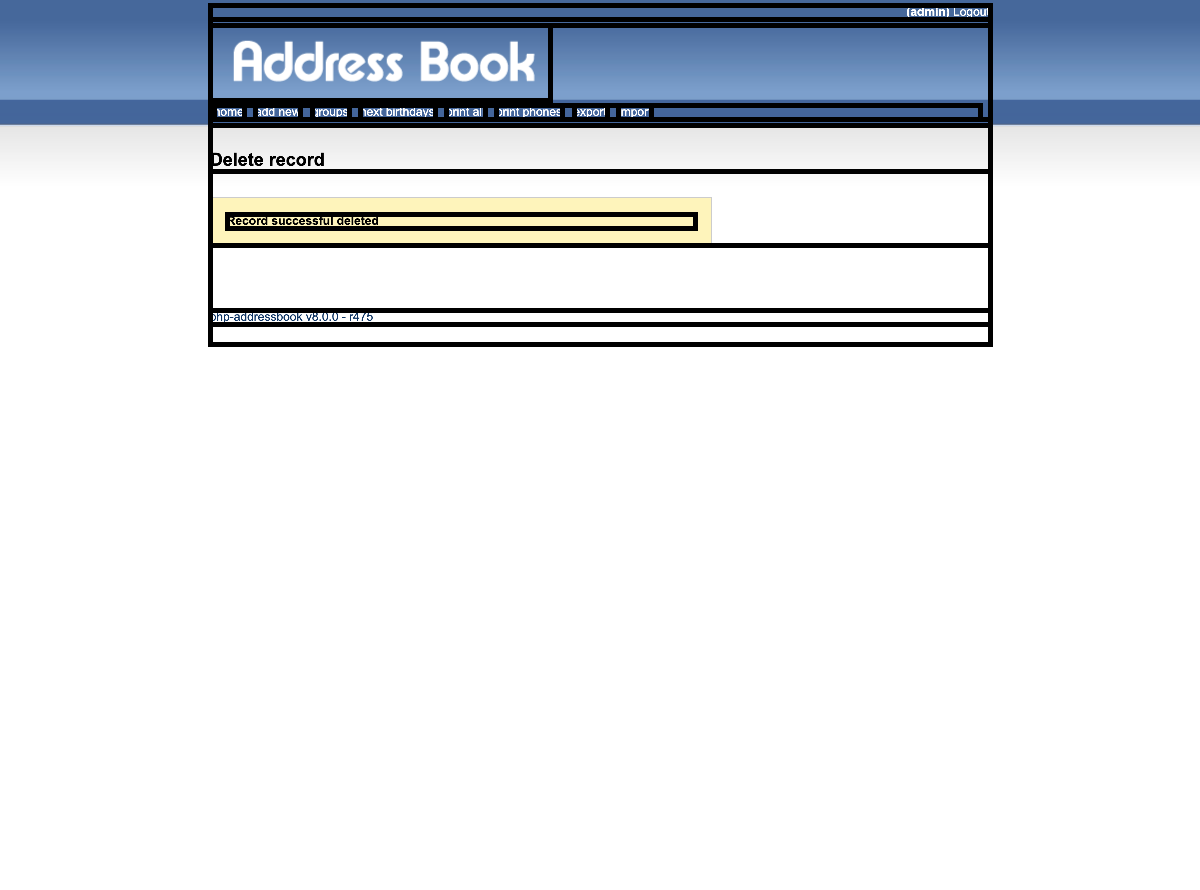 (admin) Logout
Address Book
home add new groups next birthdays print all print phones export import
Delete record
Record successful deleted
php-addressbook v8.0.0 - r475